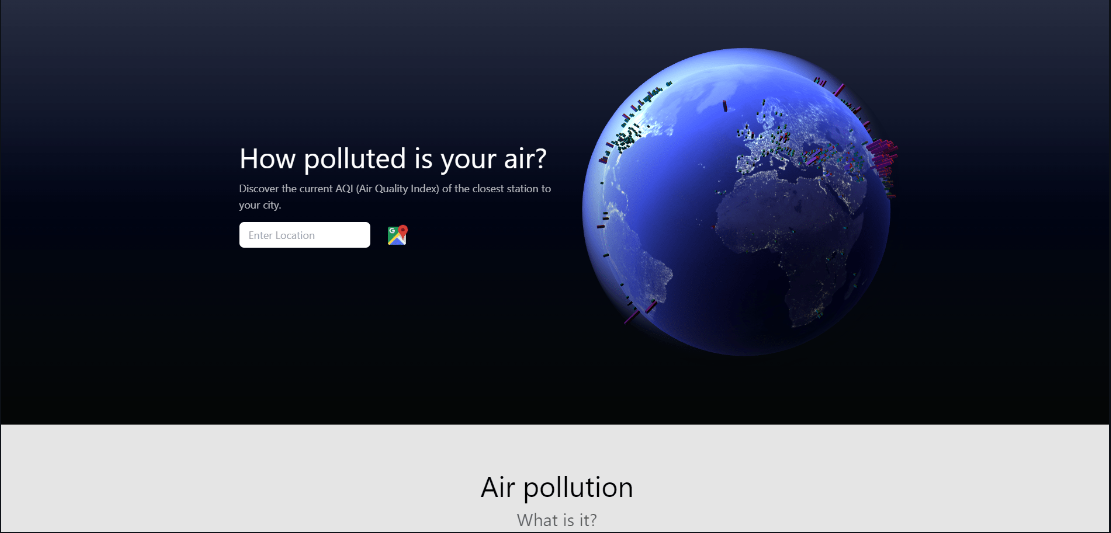 How polluted is your air?
Discover the current AQI (Air Quality Index) of the closest station to
your city.
Enter Location
G
Air pollution
What is it?